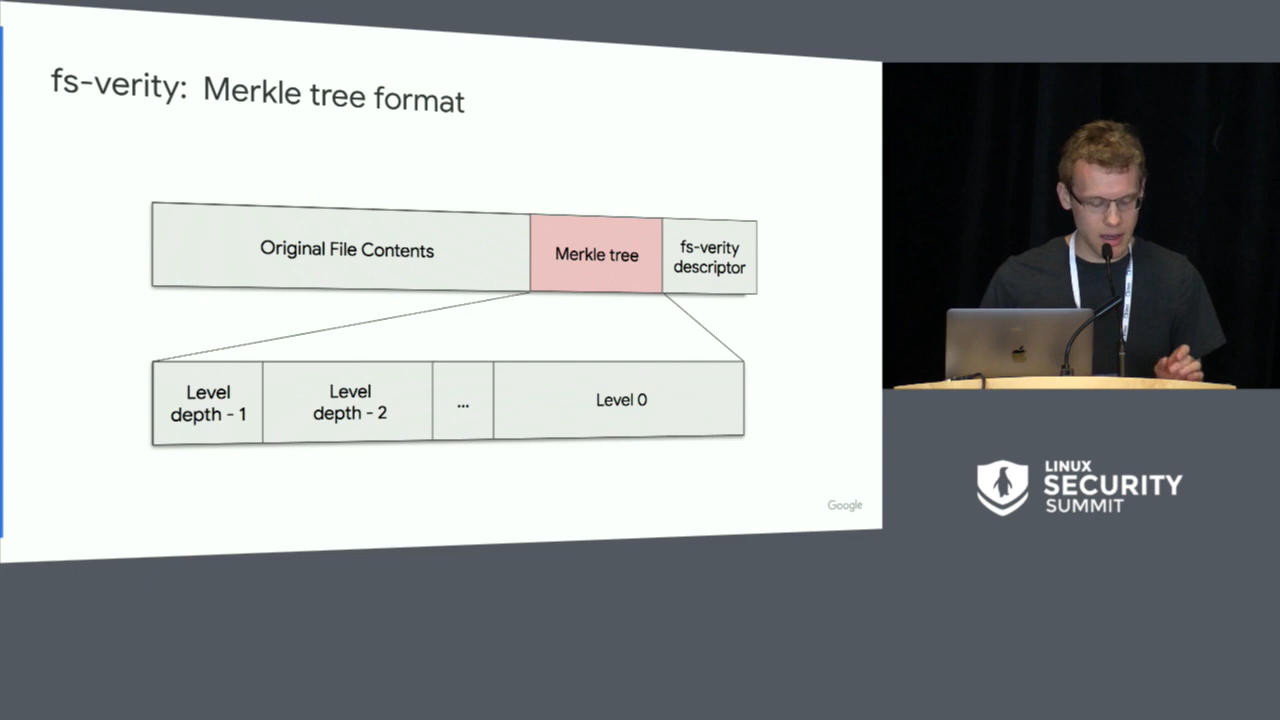 fs-verity: Merkle tree format
Original File Contents
Merkle tree
fs-verity
descriptor
Level
depth - 1
Level
depth - 2
...
Level 0
Google
LINUX
SECURITY
SUMMIT